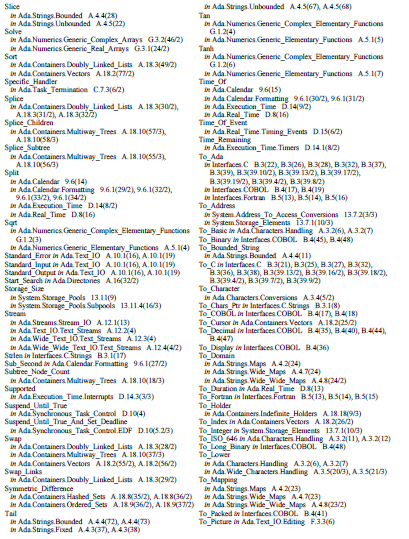 Slice
in Ada.Strings.Bounded A.4.4(28)
in Ada.Strings.Unbounded A.4.5(22)
Solve
in Ada.Numerics.Generic_Complex_Arrays G.3.2(46/2)
in Ada.Numerics.Generic_Real_Arrays G.3.1(24/2)
Sort
in Ada.Containers.Doubly_Linked_Lists A.18.3(49/2)
in Ada.Containers.Vectors A.18.2(77/2)
Specific_Handler
in Ada.Task_Termination C.7.3(6/2)
Splice
in Ada.Containers.Doubly_Linked_Lists A.18.3(30/2),
A.18.3(31/2), A.18.3(32/2)
Splice_Children
in Ada.Containers.Multiway_Trees A.18.10(57/3),
A.18.10(58/3)
Splice_Subtree
in Ada.Containers.Multiway_Trees A.18.10(55/3),
A.18.10(56/3)
Split
in Ada.Calendar 9.6(14)
in Ada.Calendar.Formatting 9.6.1(29/2), 9.6.1(32/2),
9.6.1(33/2), 9.6.1(34/2)
in Ada.Execution_Time D.14(8/2)
in Ada.Real_Time D.8(16)
Sqrt
in Ada.Numerics.Generic_Complex_Elementary_Functions
G.1.2(3)
in Ada.Numerics.Generic_Elementary_Functions A.5.1(4)
Standard_Error in Ada.Text_IO A.10.1(16), A.10.1(19)
Standard_Input in Ada.Text_IO A.10.1(16), A.10.1(19)
Standard_Output in Ada.Text_IO A.10.1(16), A.10.1(19)
Start_Search in Ada.Directories A.16(32/2)
Storage_Size
in System.Storage_Pools 13.11(9)
in System.Storage_Pools.Subpools 13.11.4(16/3)
Stream
in Ada.Streams.Stream_IO A.12.1(13)
in Ada.Text_IO.Text_Streams A.12.2(4)
in Ada.Wide_Text_IO.Text_Streams A.12.3(4)
in Ada.Wide_Wide_Text_IO.Text_Streams A.12.4(4/2)
Strlen in Interfaces.C.Strings B.3.1(17)
Sub_Second in Ada.Calendar.Formatting 9.6.1(27/2)
Subtree_Node_Count
in Ada.Containers.Multiway_Trees A.18.10(18/3)
Supported
in Ada.Execution_Time.Interrupts D.14.3(3/3)
Suspend_Until_True
in Ada.Synchronous_Task_Control D.10(4)
Suspend_Until_True_And_Set_Deadline
in Ada.Synchronous_Task_Control.EDF D.10(5.2/3)
Swap
in Ada.Containers.Doubly_Linked_Lists A.18.3(28/2)
in Ada.Containers.Multiway_Trees A.18.10(37/3)
in Ada.Containers.Vectors A.18.2(55/2), A.18.2(56/2)
Swap_Links
in Ada.Containers.Doubly_Linked_Lists A.18.3(29/2)
Symmetric_Difference
in Ada.Containers.Hashed_Sets A.18.8(35/2), A.18.8(36/2)
in Ada.Containers.Ordered_Sets A.18.9(36/2), A.18.9(37/2)
Tail
in Ada.Strings.Bounded A.4.4(72), A.4.4(73)
in Ada.Strings.Fixed A.4.3(37), A.4.3(38)
in Ada.Strings.Unbounded A.4.5(67), A.4.5(68)
Tan
in Ada.Numerics.Generic_Complex_Elementary_Functions
G.1.2(4)
in Ada.Numerics.Generic_Elementary_Functions A.5.1(5)
Tanh
in Ada.Numerics.Generic_Complex_Elementary_Functions
G.1.2(6)
in Ada.Numerics.Generic_Elementary_Functions A.5.1(7)
Time_Of
in Ada.Calendar 9.6(15)
in Ada.Calendar.Formatting 9.6.1(30/2), 9.6.1(31/2)
in Ada.Execution_Time D.14(9/2)
in Ada.Real_Time D.8(16)
Time_Of_Event
in Ada.Real_Time.Timing_Events D.15(6/2)
Time_Remaining
in Ada.Execution_Time.Timers D.14.1(8/2)
To_Ada
in Interfaces.C B.3(22), B.3(26), B.3(28), B.3(32), B.3(37),
B.3(39), B.3(39.10/2), B.3(39.13/2), B.3(39.17/2),
B.3(39.19/2), B.3(39.4/2), B.3(39.8/2)
in Interfaces.COBOL B.4(17), B.4(19)
in Interfaces.Fortran B.5(13), B.5(14), B.5(16)
To_Address
in System.Address_To_Access_Conversions 13.7.2(3/3)
in System.Storage_Elements 13.7.1(10/3)
To_Basic in Ada.Characters.Handling A.3.2(6), A.3.2(7)
To_Binary in Interfaces.COBOL B.4(45), B.4(48)
To_Bounded_String
in Ada.Strings.Bounded A.4.4(11)
To_C in Interfaces.C B.3(21), B.3(25), B.3(27), B.3(32),
B.3(36), B.3(38), B.3(39.13/2), B.3(39.16/2), B.3(39.18/2),
B.3(39.4/2), B.3(39.7/2), B.3(39.9/2)
To_Character
in Ada.Characters.Conversions A.3.4(5/2)
To_Chars_Ptr in Interfaces.C.Strings B.3.1(8)
To_COBOL in Interfaces.COBOL B.4(17), B.4(18)
To_Cursor in Ada.Containers.Vectors A.18.2(25/2)
To_Decimal in Interfaces.COBOL B.4(35), B.4(40), B.4(44),
B.4(47)
To_Display in Interfaces.COBOL B.4(36)
To_Domain
in Ada.Strings.Maps A.4.2(24)
in Ada.Strings.Wide_Maps A.4.7(24)
in Ada.Strings.Wide_Wide_Maps A.4.8(24/2)
To_Duration in Ada.Real_Time D.8(13)
To_Fortran in Interfaces.Fortran B.5(13), B.5(14), B.5(15)
To_Holder
in Ada.Containers.Indefinite_Holders A.18.18(9/3)
To_Index in Ada.Containers.Vectors A.18.2(26/2)
To_Integer in System.Storage_Elements 13.7.1(10/3)
To_ISO_646 in Ada.Characters.Handling A.3.2(11), A.3.2(12)
To_Long_Binary in Interfaces.COBOL B.4(48)
To_Lower
in Ada.Characters.Handling A.3.2(6), A.3.2(7)
in Ada.Wide_Characters.Handling A.3.5(20/3), A.3.5(21/3)
To_Mapping
in Ada.Strings.Maps A.4.2(23)
in Ada.Strings.Wide_Maps A.4.7(23)
in Ada.Strings.Wide_Wide_Maps A.4.8(23/2)
To_Packed in Interfaces.COBOL B.4(41)
To_Picture in Ada.Text_IO.Editing F.3.3(6)